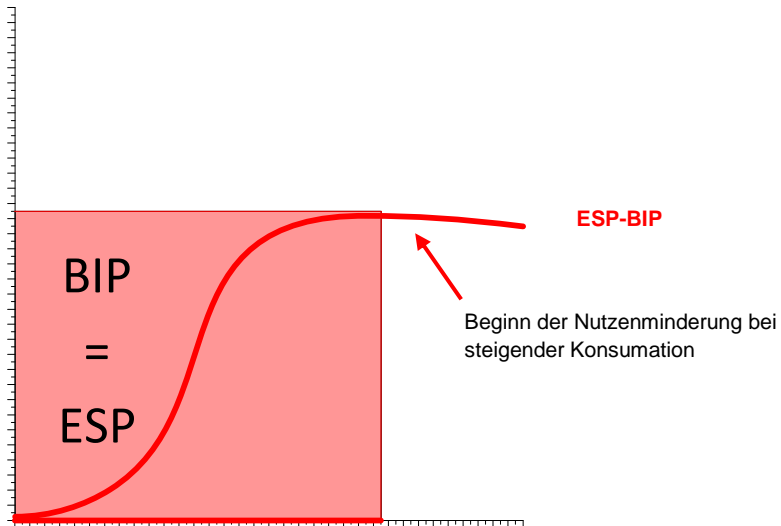 ESP-BIP
BIP
=
ESP
Beginn der Nutzenminderung bei
steigender Konsumation